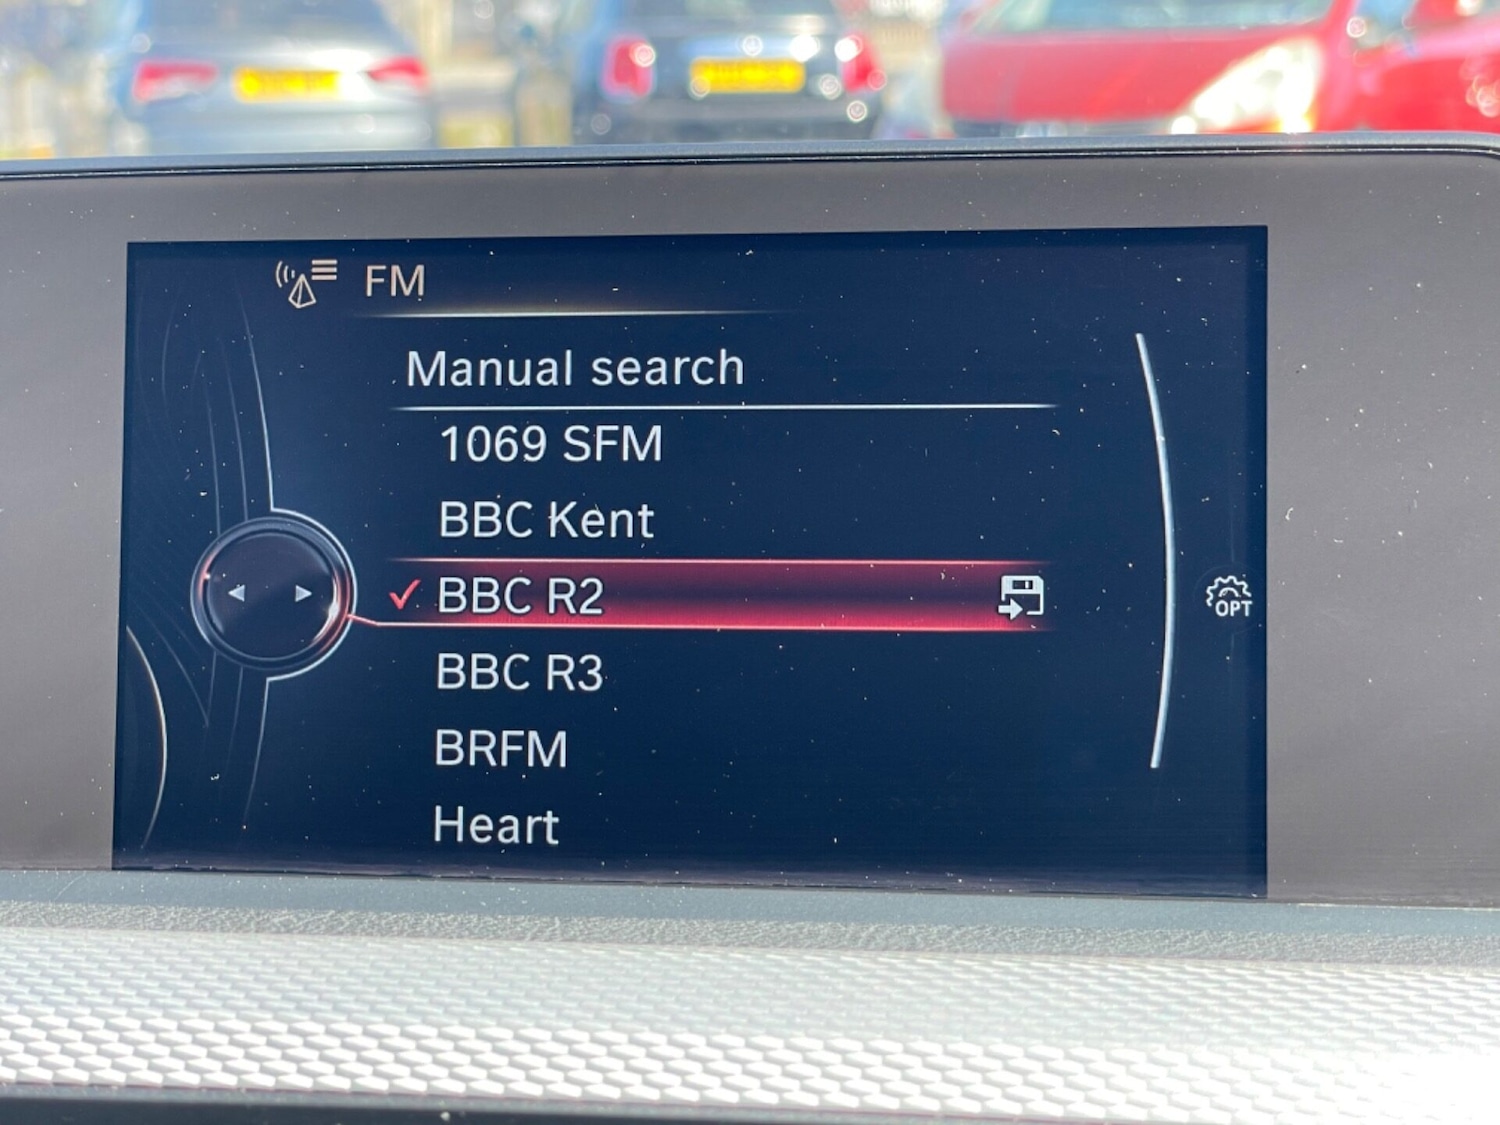 FM
Manual search
1069 SFM
BBC Kent
BBC R2
BBC R3
BRFM
Heart
OPT